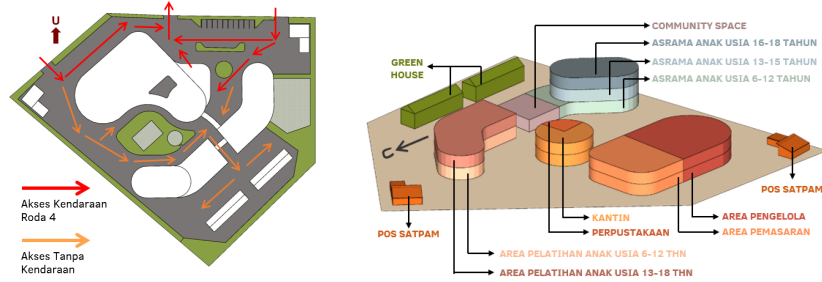 U
Akses Kendaraan
Roda 4
Akses Tanpa
Kendaraan
COMMUNITY SPACE
ASRAMA ANAK USIA 16-18 TAHUN
ASRAMA ANAK USIA 13-15 TAHUN
ASRAMA ANAK USIA 6-12 TAHUN
GREEN
HOUSE
U
POS SATPAM
POS SATPAM
KANTIN
PERPUSTAKAAN
AREA PENGELOLA
AREA PEMASARAN
AREA PELATIHAN ANAK USIA 6-12 THN
AREA PELATIHAN ANAK USIA 13-18 THN